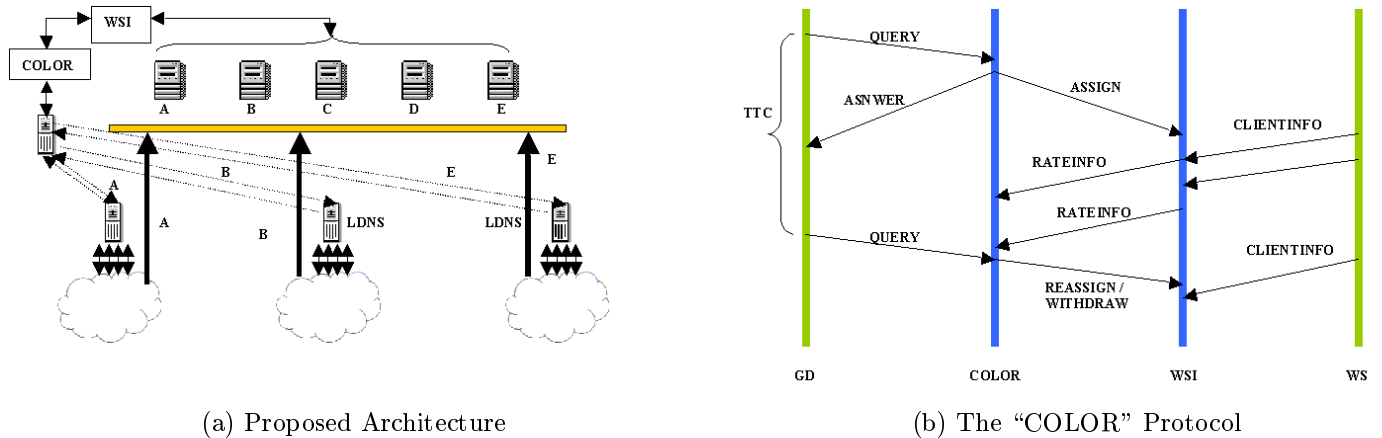 WSI
COLOR
A
B
C
D
E
E
A
B
E
A
B
LDNS
LDNS
(a) Proposed Architecture
QUERY
ASSIGN
ASNWER
TTC
CLIENTINFO
RATEINFO
RATEINFO
QUERY
CLIENTINFO
REASSIGN /
WITHDRAW
GD
COLOR
WSI
WS
(b) The “COLOR” Protocol